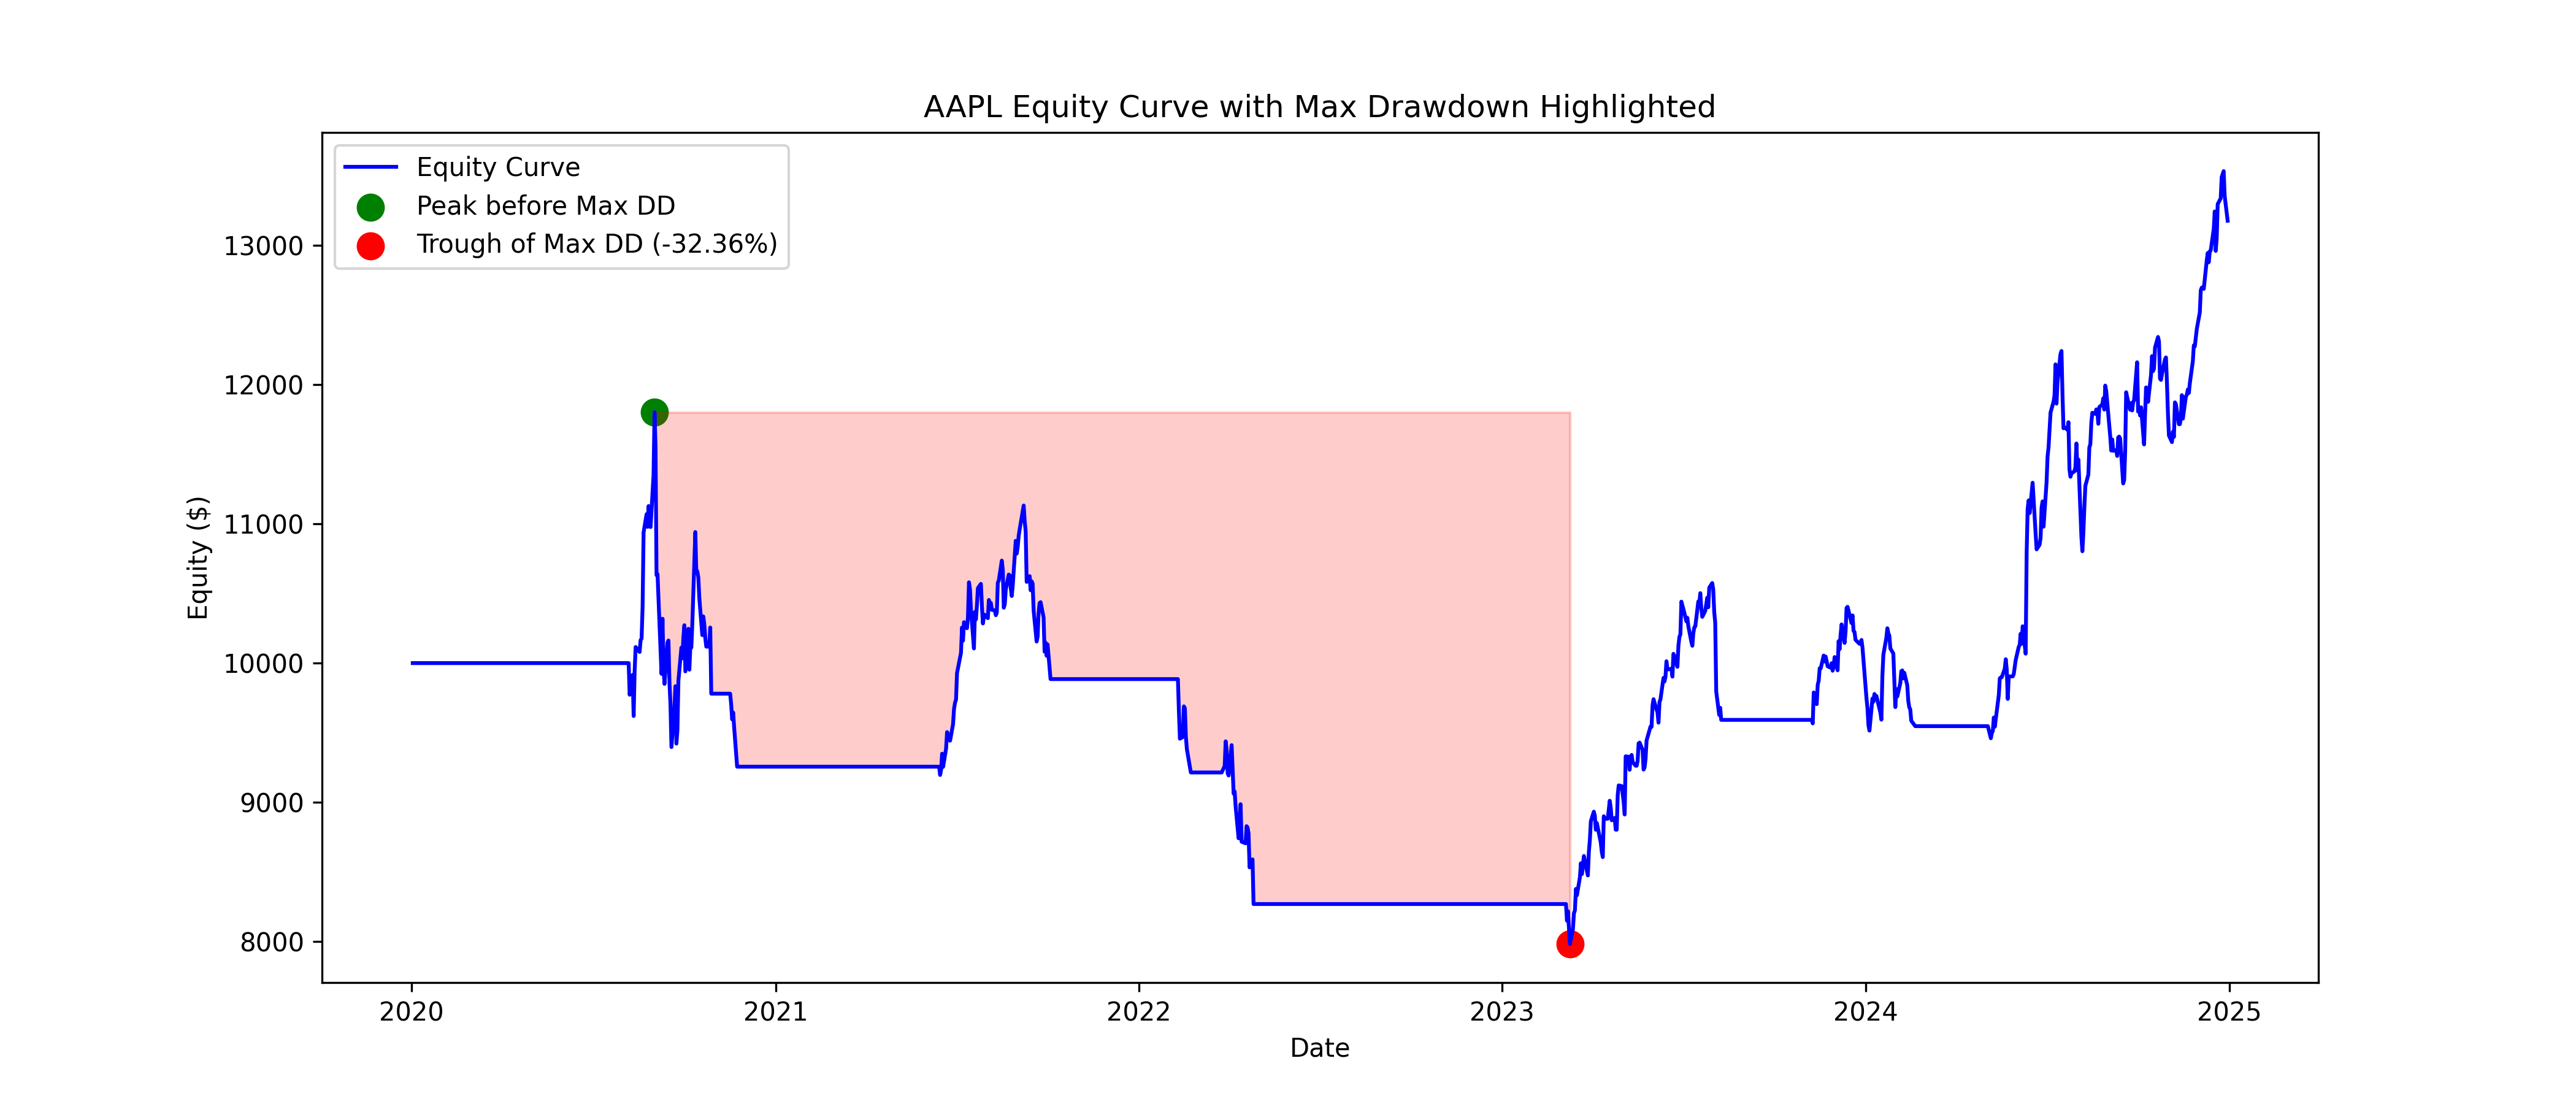 AAPL Equity Curve with Max Drawdown Highlighted
Equity Curve
Peak before Max DD
Trough of Max DD (-32.36%)
Equity ($)
13000
12000
11000
10000
9000
8000
2020 2021 2022 2023 2024 2025
Date